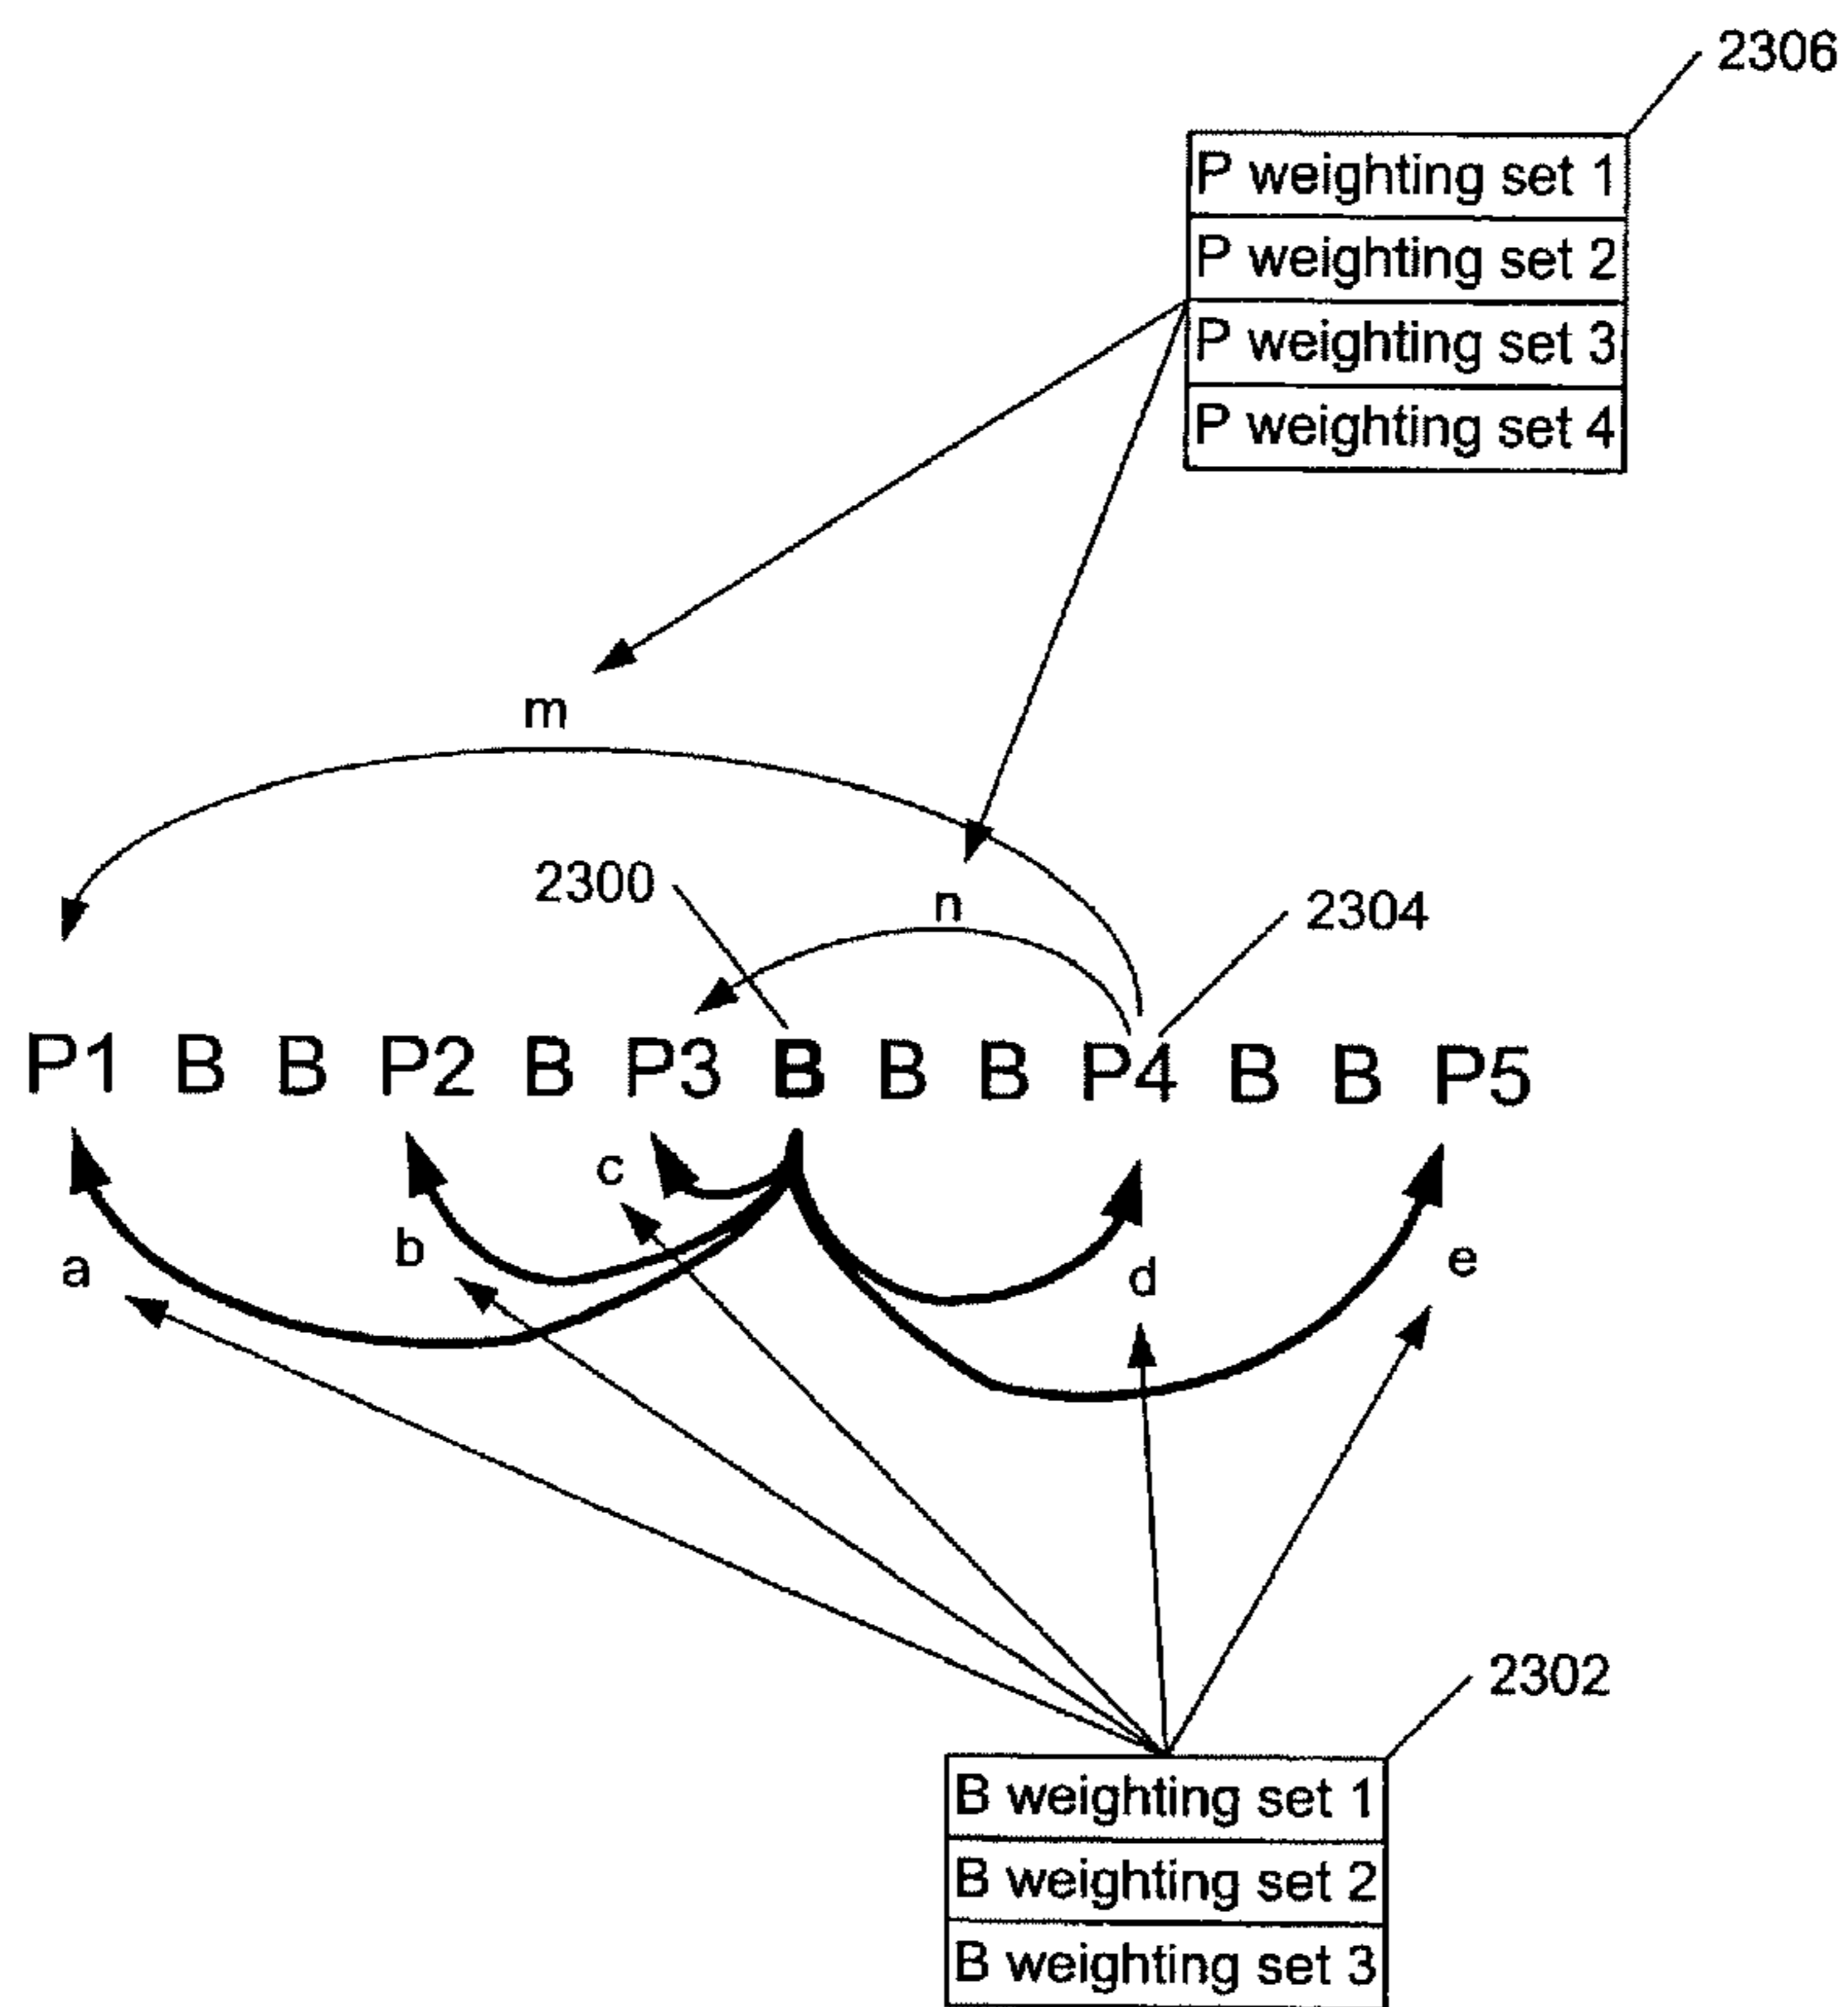 2306
P weighting set 1
P weighting set 2
P weighting set 3
P weighting set 4
m
2300
n
2304
P1 B B P2 B P3 B B B P4 B B P5
c
b
a
d
e
2302
B weighting set 1
B weighting set 2
B weighting set 3